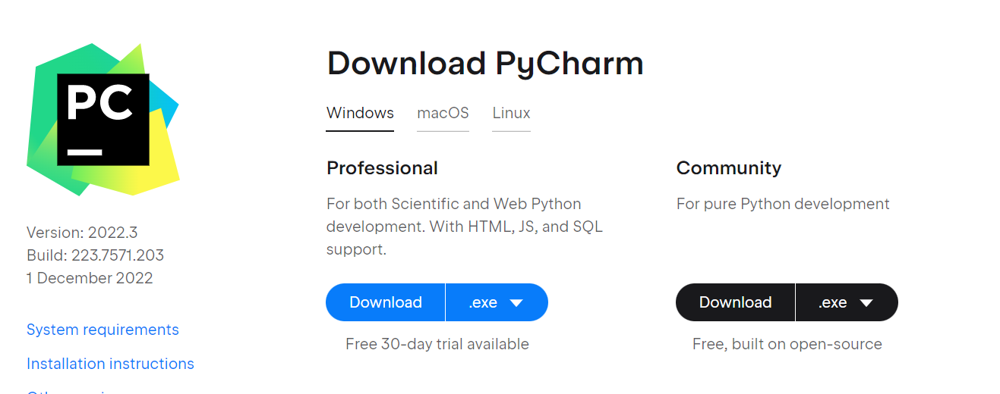 PC
Download PyCharm
Windows macOS Linux
Professional
For both Scientific and Web Python
development. With HTML, JS, and SQL
support.
Download .exe
Free 30-day trial available
Community
For pure Python development
Download .exe
Free, built on open-source
Version: 2022.3
Build: 223.7571.203
1 December 2022
System requirements
Installation instructions